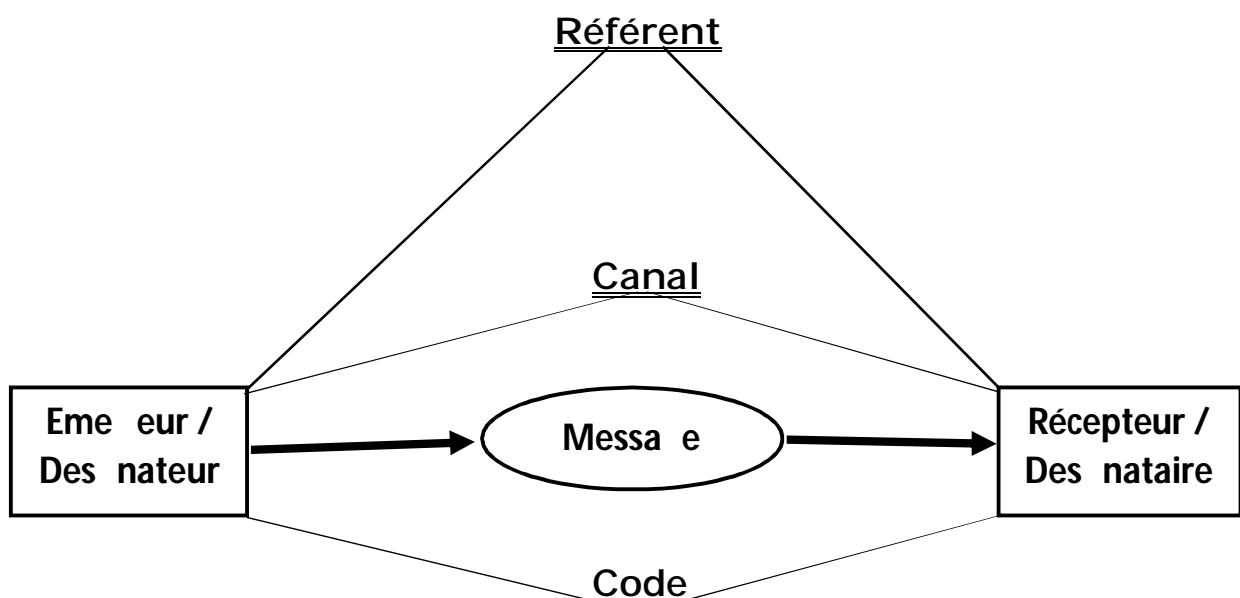 Référent
Canal
Eme eur /
Des nateur
Messa e
Récepteur /
Des nataire
Code